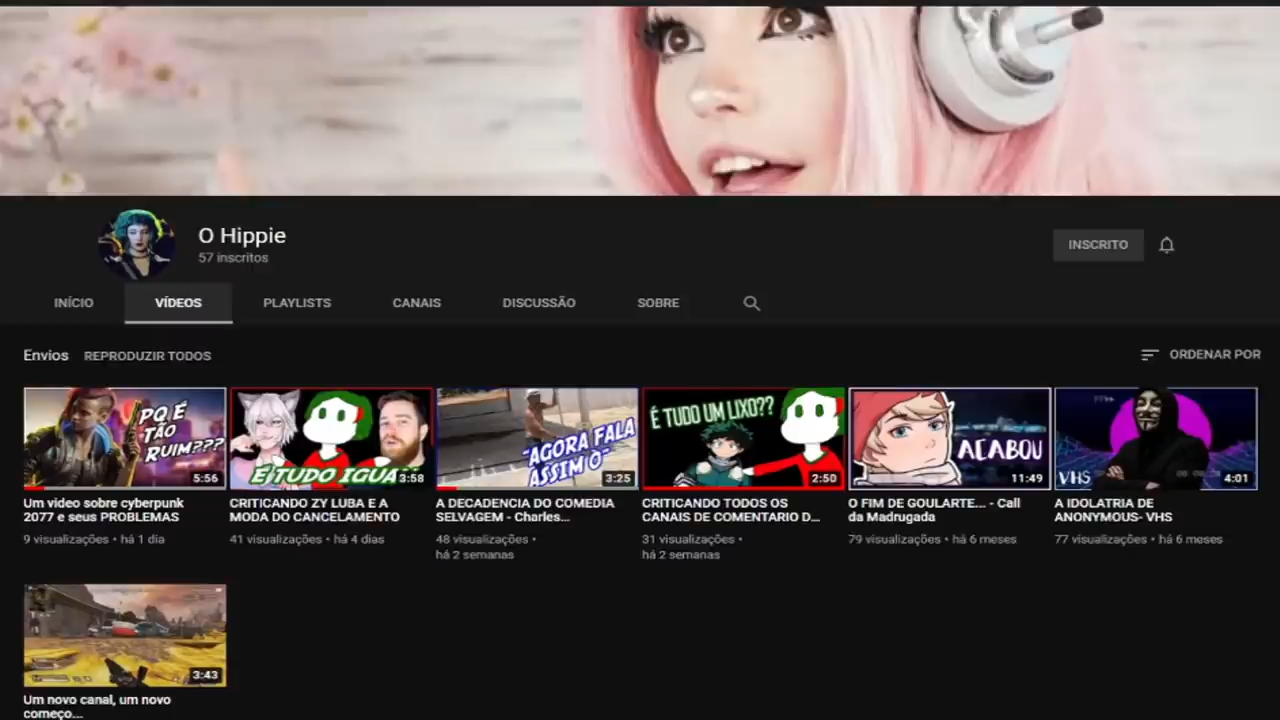 O Hippie
57 inscritos
INSCRITO
INÍCIO VÍDEOS PLAYLISTS CANAIS DISCUSSÃO SOBRE
Envios REPRODUZIR TODOS ORDENAR POR
PQ É
TÃO
RUIM???
5:56
É TUDO IGUA
3:58
"AGORA FALA
ASSIM Ó"
3:25
É TUDO UM LIXO??
2:50
ACABOU
11:49
VHS
4:01
Um video sobre cyberpunk
2077 e seus PROBLEMAS
9 visualizações • há 1 dia
CRITICANDO ZY LUBA E A
MODA DO CANCELAMENTO
41 visualizações • há 4 dias
A DECADENCIA DO COMEDIA
SELVAGEM - Charles...
48 visualizações •
há 2 semanas
CRITICANDO TODOS OS
CANAIS DE COMENTARIO D...
31 visualizações •
há 2 semanas
O FIM DE GOULARTE... - Call
da Madrugada
79 visualizações • há 6 meses
A IDOLATRIA DE
ANONYMOUS- VHS
77 visualizações • há 6 meses
3:43
Um novo canal, um novo
começo...